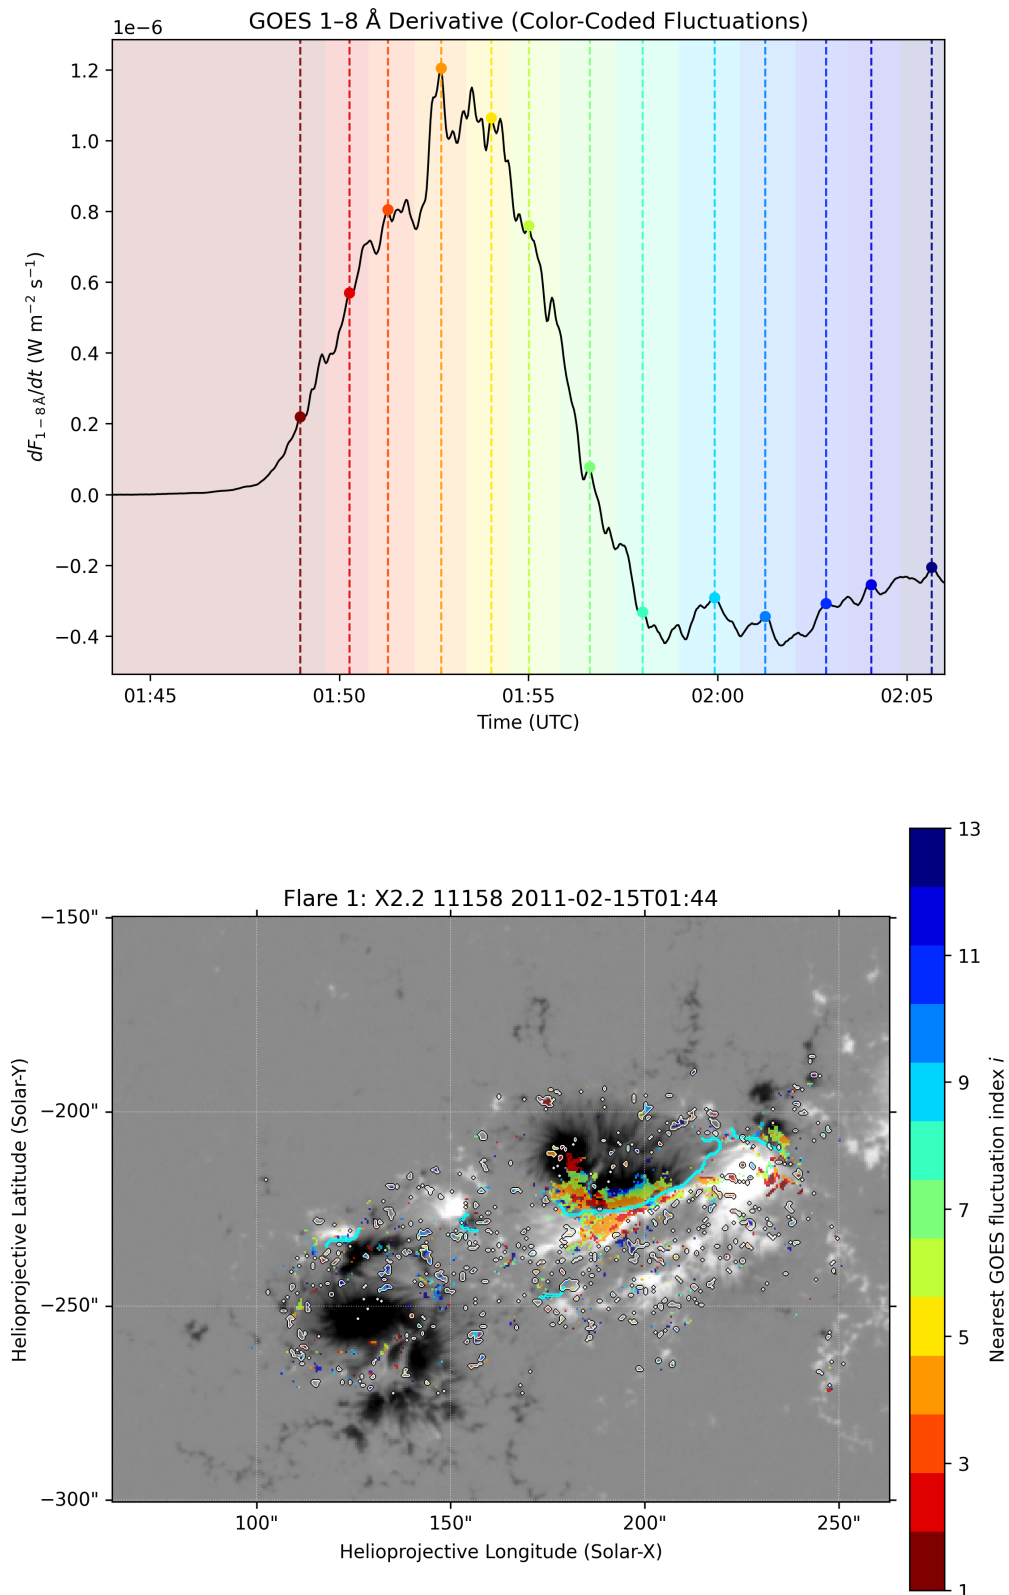 GOES 1–8 Å Derivative (Color-Coded Fluctuations)
1e−6
1.2
1.0
0.8
0.6
0.4
0.2
0.0
−0.2
−0.4
dF₁₋₈Å/dt (W m⁻² s⁻¹)
01:45 01:50 01:55 02:00 02:05
Time (UTC)
Flare 1: X2.2 11158 2011-02-15T01:44
−150"
−200"
−250"
−300"
Helioprojective Latitude (Solar-Y)
100" 150" 200" 250"
Helioprojective Longitude (Solar-X)
13
11
9
7
5
3
1
Nearest GOES fluctuation index i